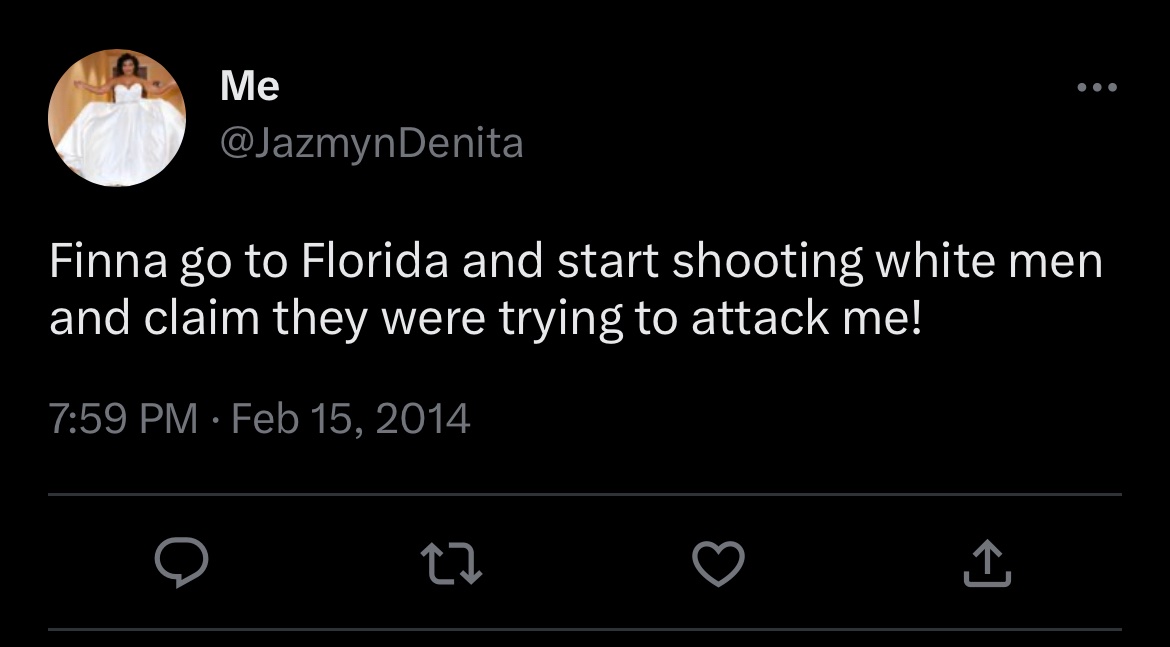 Me
@JazmynDenita
Finna go to Florida and start shooting white men
and claim they were trying to attack me!
7:59 PM · Feb 15, 2014